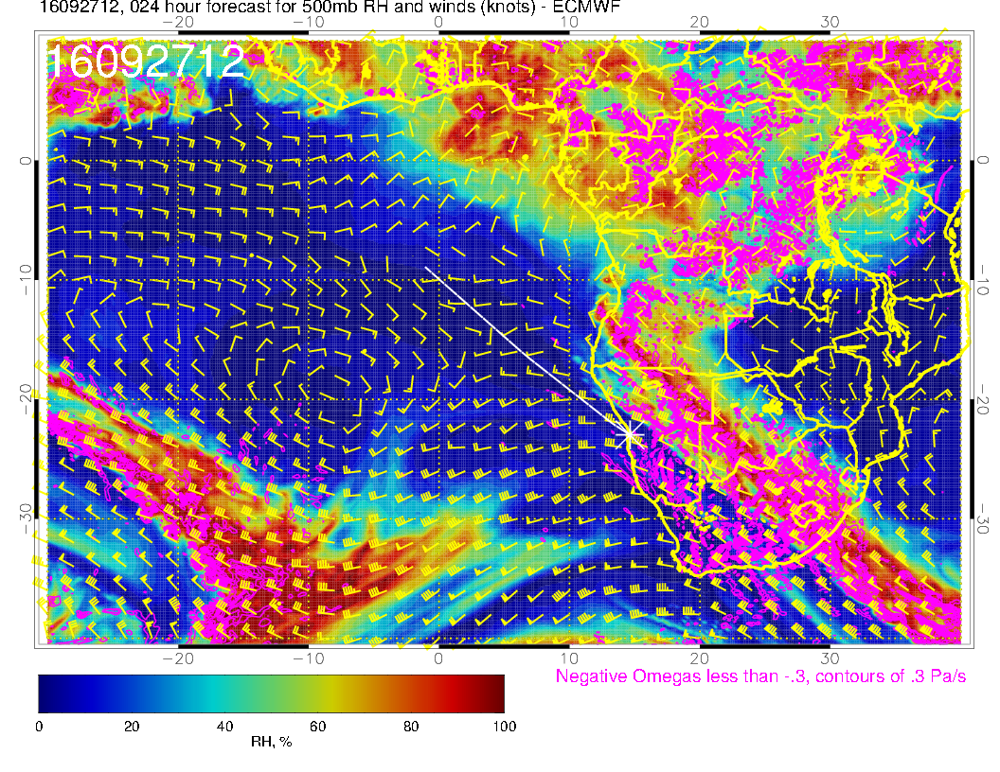 16092712, 024 hour forecast for 500mb RH and winds (knots) - ECMWF
−20 −10 0 10 20 30
16092712
0 0
−10 −10
−20 −20
−30 −30
−20 −10 0 10 20 30
Negative Omegas less than -.3, contours of .3 Pa/s
0 20 40 60 80 100
RH, %